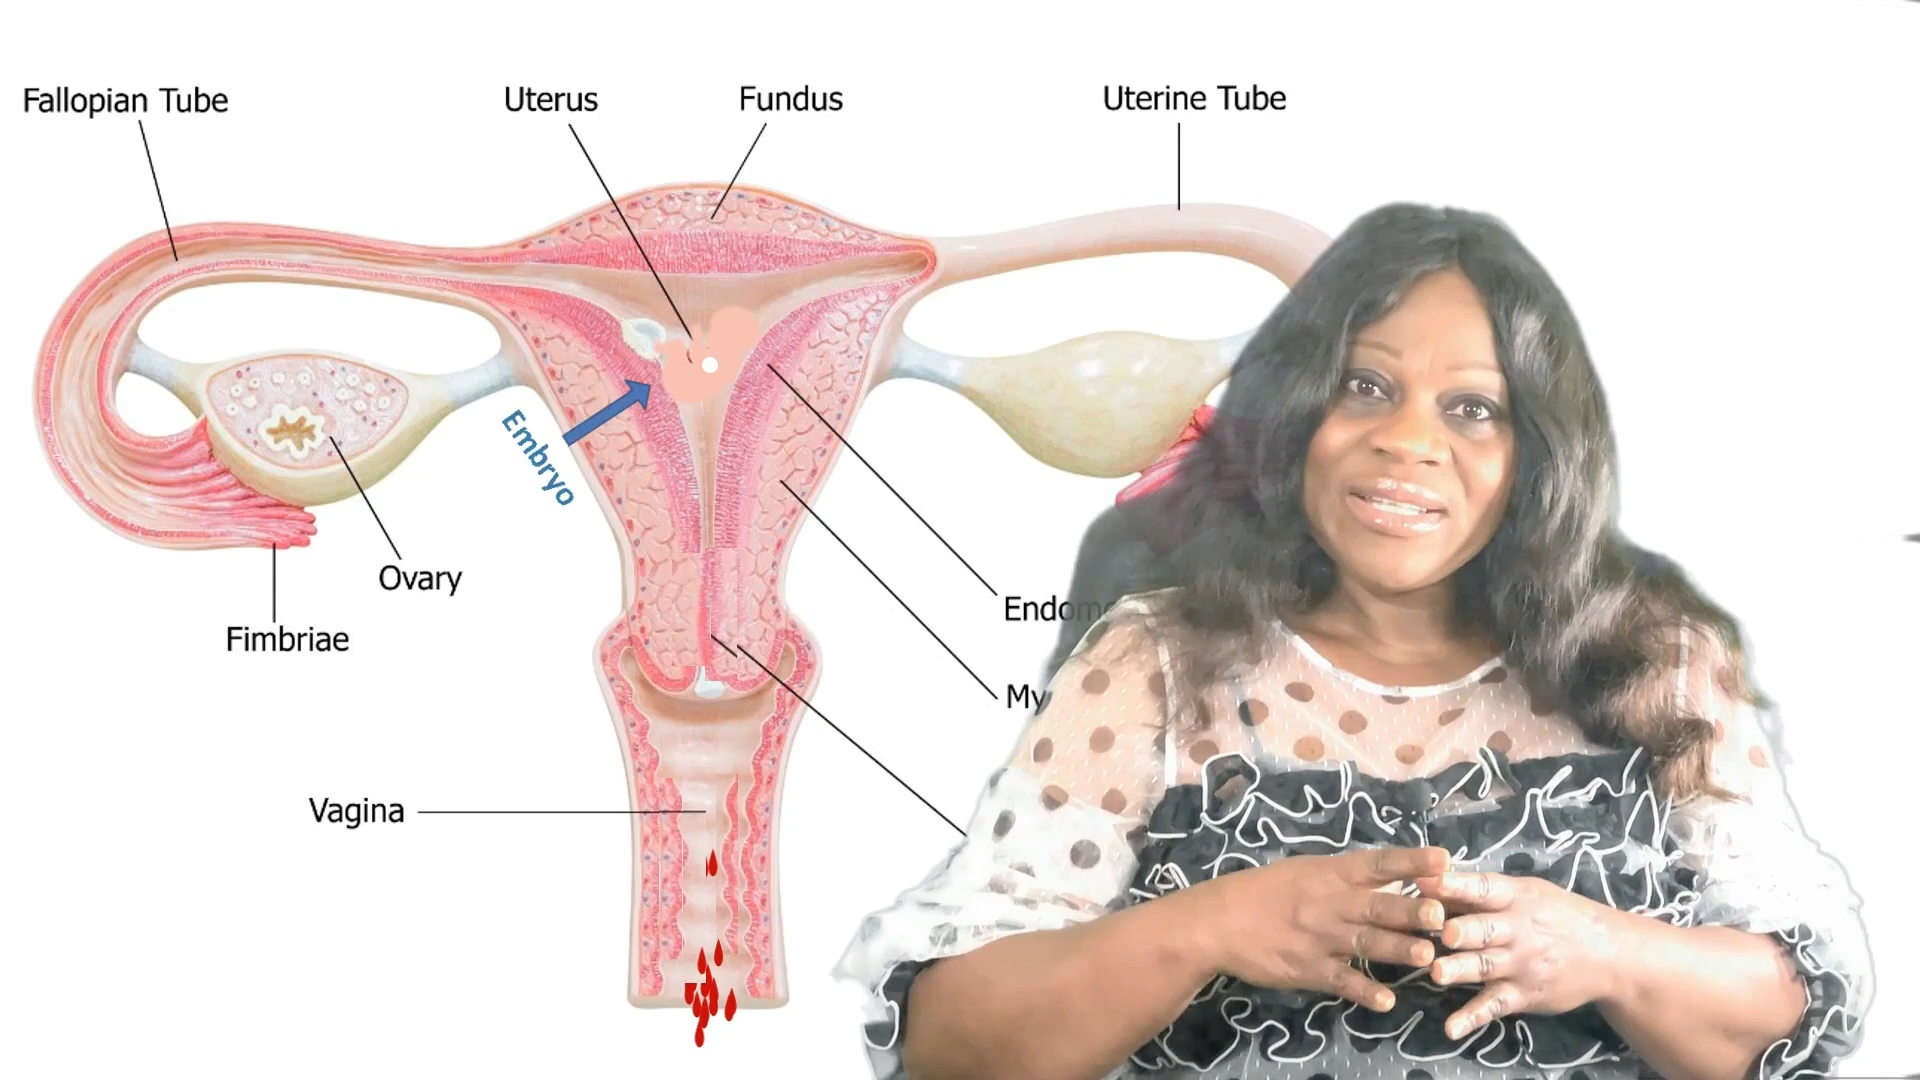 Fallopian Tube
Uterus
Fundus
Uterine Tube
Embryo
Ovary
Fimbriae
Vagina